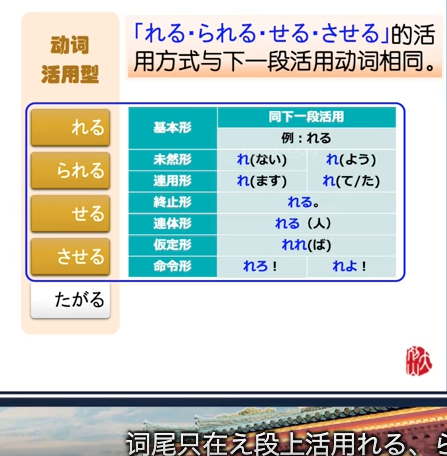 动词
活用型
「れる・られる・せる・させる」的活
用方式与下一段活用动词相同。
れる
られる
せる
させる
たがる
基本形 同下一段活用
例：れる
未然形 れ(ない) れ(よう)
連用形 れ(ます) れ(て/た)
終止形 れる。
連体形 れる（人）
仮定形 れれ(ば)
命令形 れろ！ れよ！
词尾只在え段上活用れる、ら